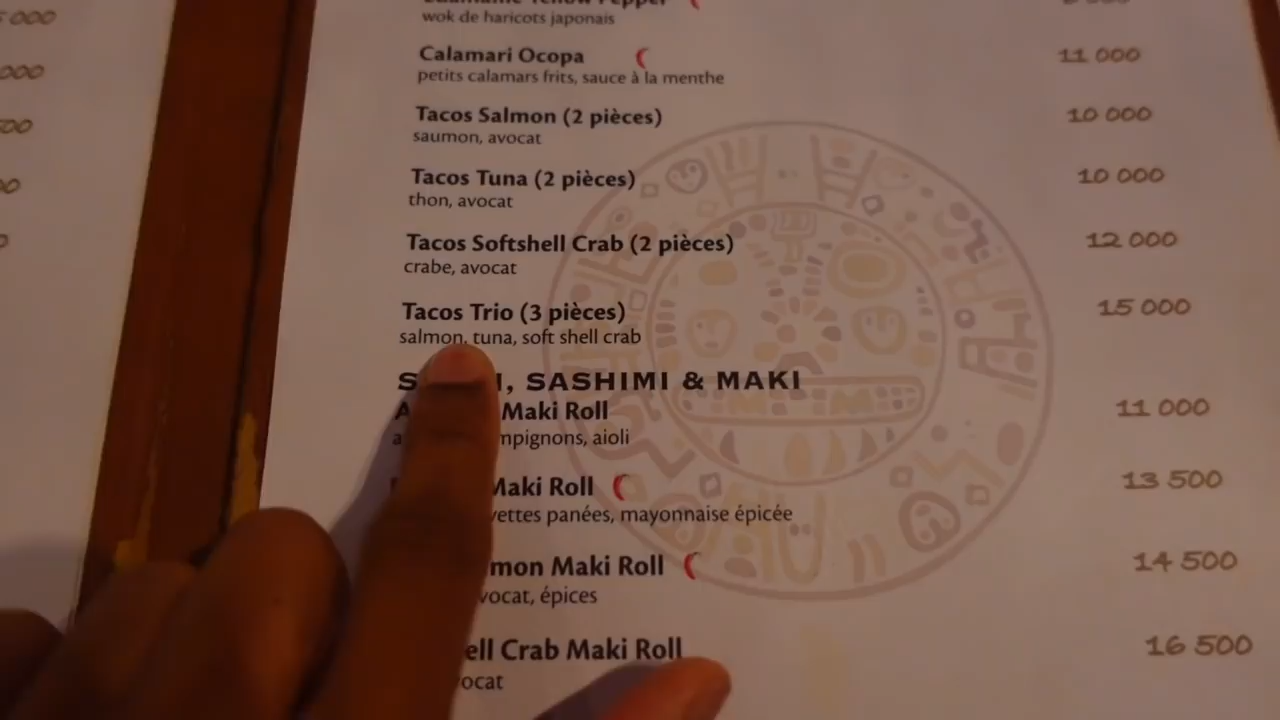 wok de haricots japonais
Calamari Ocopa 11 000
petits calamars frits, sauce à la menthe
Tacos Salmon (2 pièces) 10 000
saumon, avocat
Tacos Tuna (2 pièces) 10 000
thon, avocat
Tacos Softshell Crab (2 pièces) 12 000
crabe, avocat
Tacos Trio (3 pièces) 15 000
salmon, tuna, soft shell crab
SASHIMI & MAKI
Maki Roll 11 000
aioli
Maki Roll 13 500
panées, mayonnaise épicée
Maki Roll 14 500
épices
Crab Maki Roll 16 500